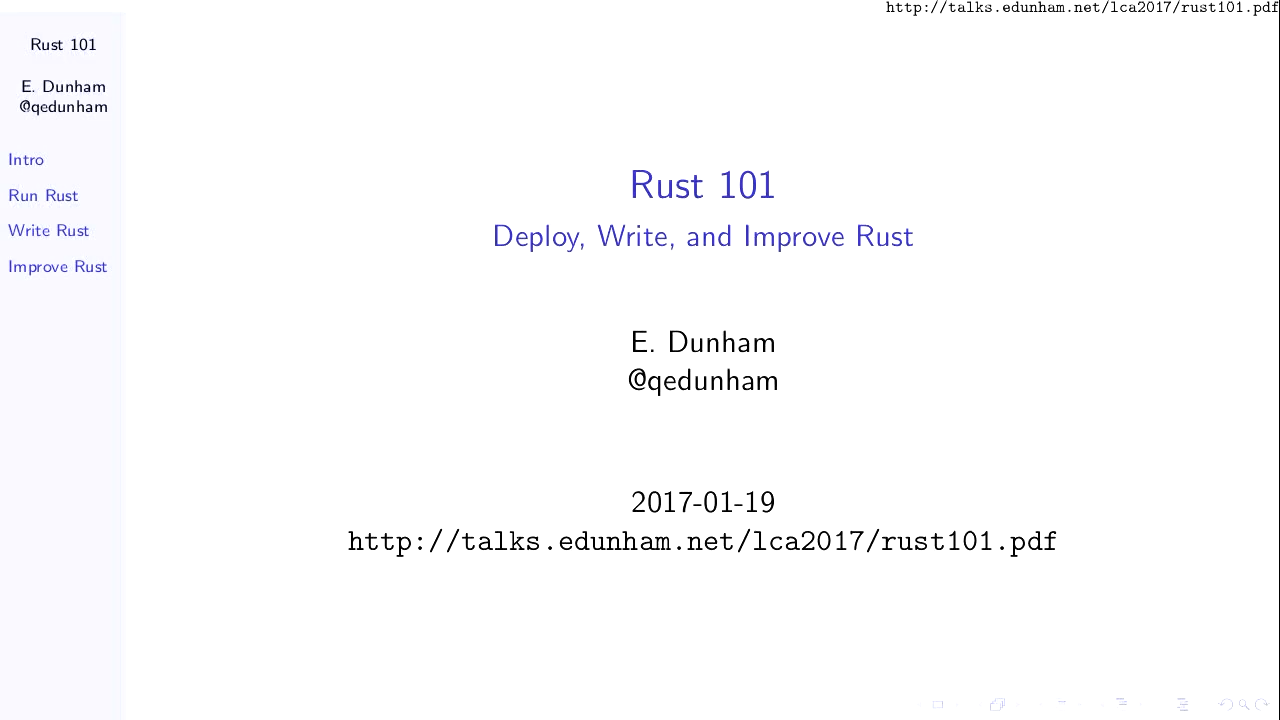 http://talks.edunham.net/lca2017/rust101.pdf
Rust 101
E. Dunham
@qedunham
Intro
Run Rust
Write Rust
Improve Rust
Rust 101
Deploy, Write, and Improve Rust
E. Dunham
@qedunham
2017-01-19
http://talks.edunham.net/lca2017/rust101.pdf